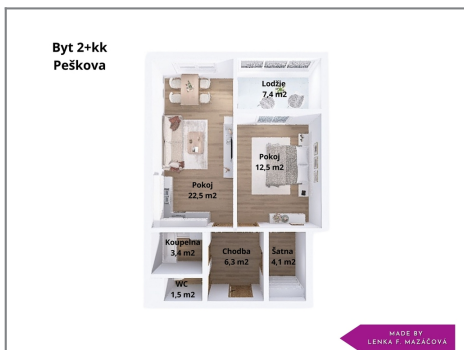 Byt 2+kk
Peškova
Lodžie
7,4 m2
Pokoj
12,5 m2
Pokoj
22,5 m2
Koupelna
3,4 m2
Chodba
6,3 m2
Šatna
4,1 m2
WC
1,5 m2
MADE BY
LENKA F. MAZÁČOVÁ